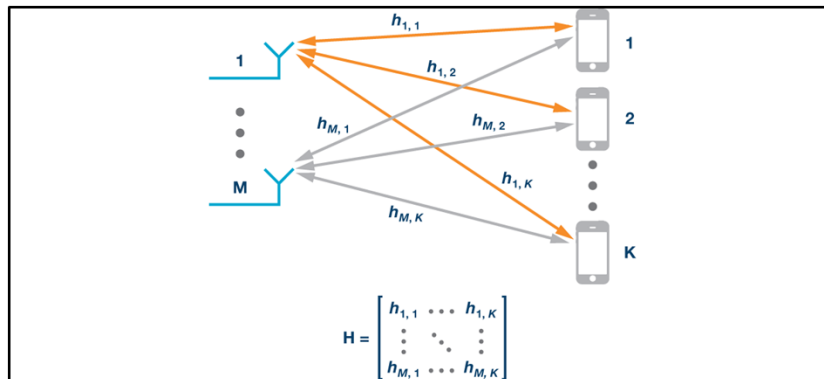 h1, 1
1
1
h1, 2
2
hM, 1
hM, 2
M
h1, K
hM, K
K
H = [ h1, 1 ••• h1, K
⋮ ⋱ ⋮
hM, 1 ••• hM, K ]